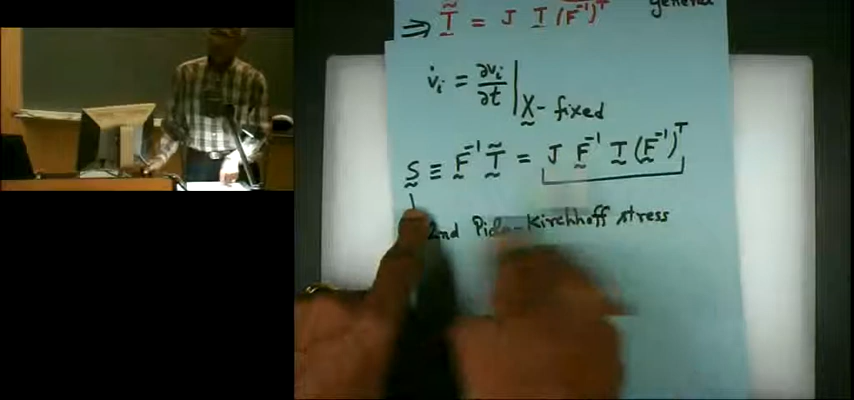 ⇒ T̃ = J T (F⁻¹)ᵀ general
v̇ᵢ = ∂vᵢ/∂t | X - fixed
S ≡ F⁻¹ T̃ = J F⁻¹ T (F⁻¹)ᵀ
2nd Kirchhoff stress